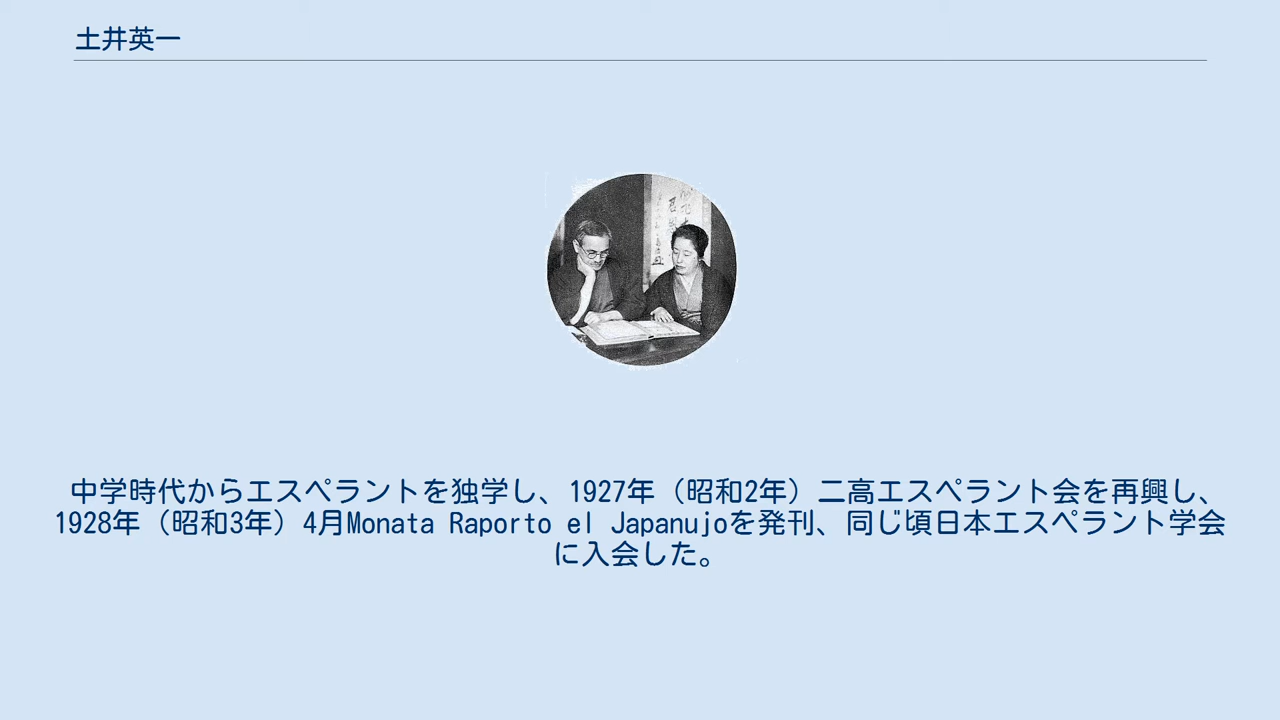 土井英一
中学時代からエスペラントを独学し、1927年（昭和2年）二高エスペラント会を再興し、
1928年（昭和3年）4月Monata Raporto el Japanujoを発刊、同じ頃日本エスペラント学会
に入会した。